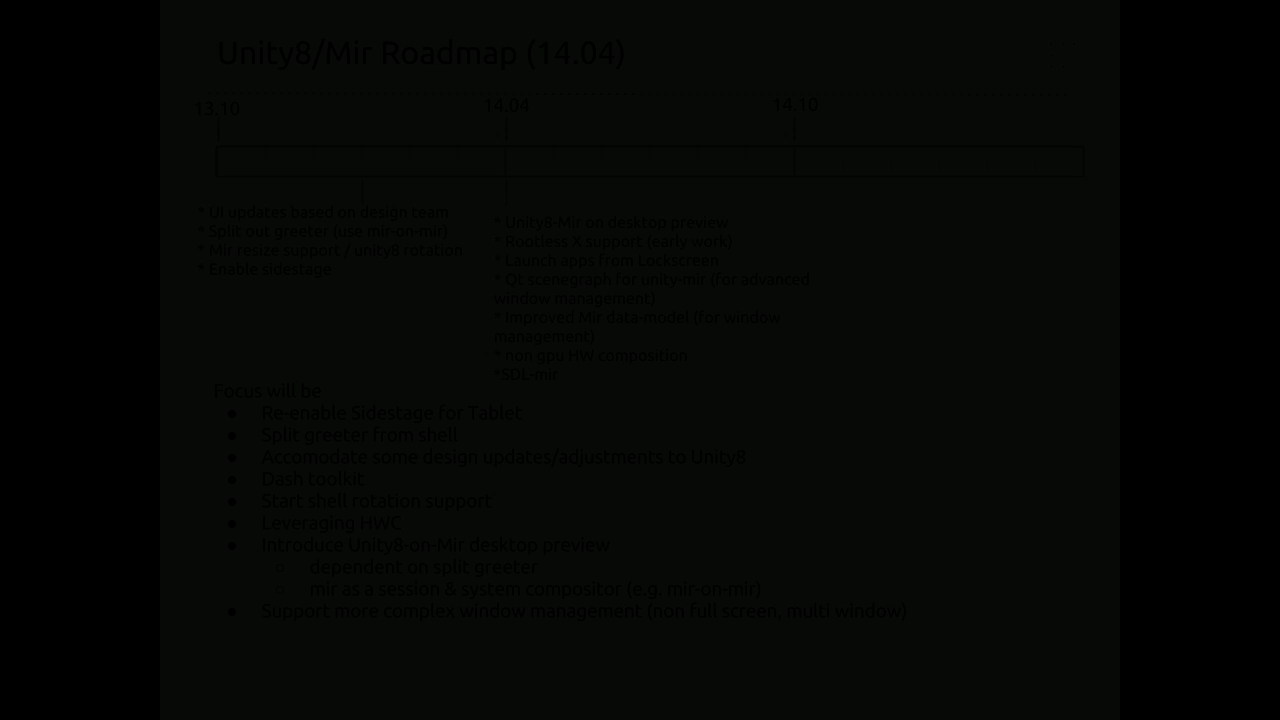 Unity8/Mir Roadmap (14.04)
13.10
14.04
14.10
* UI updates based on design team
* Split out greeter (use mir-on-mir)
* Mir resize support / unity8 rotation
* Enable sidestage
* Unity8-Mir on desktop preview
* Rootless X support (early work)
* Launch apps from Lockscreen
* Qt scenegraph for unity-mir (for advanced
window management)
* Improved Mir data-model (for window
management)
* non gpu HW composition
*SDL-mir
Focus will be
● Re-enable Sidestage for Tablet
● Split greeter from shell
● Accomodate some design updates/adjustments to Unity8
● Dash toolkit
● Start shell rotation support
● Leveraging HWC
● Introduce Unity8-on-Mir desktop preview
○ dependent on split greeter
○ mir as a session & system compositor (e.g. mir-on-mir)
● Support more complex window management (non full screen, multi window)